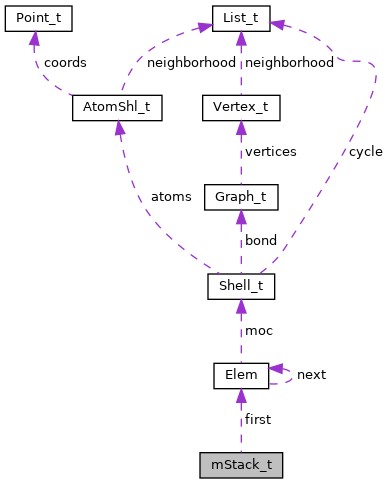 Point_t
List_t
coords
neighborhood
neighborhood
AtomShl_t
Vertex_t
vertices
cycle
atoms
Graph_t
bond
Shell_t
moc
Elem
next
first
mStack_t